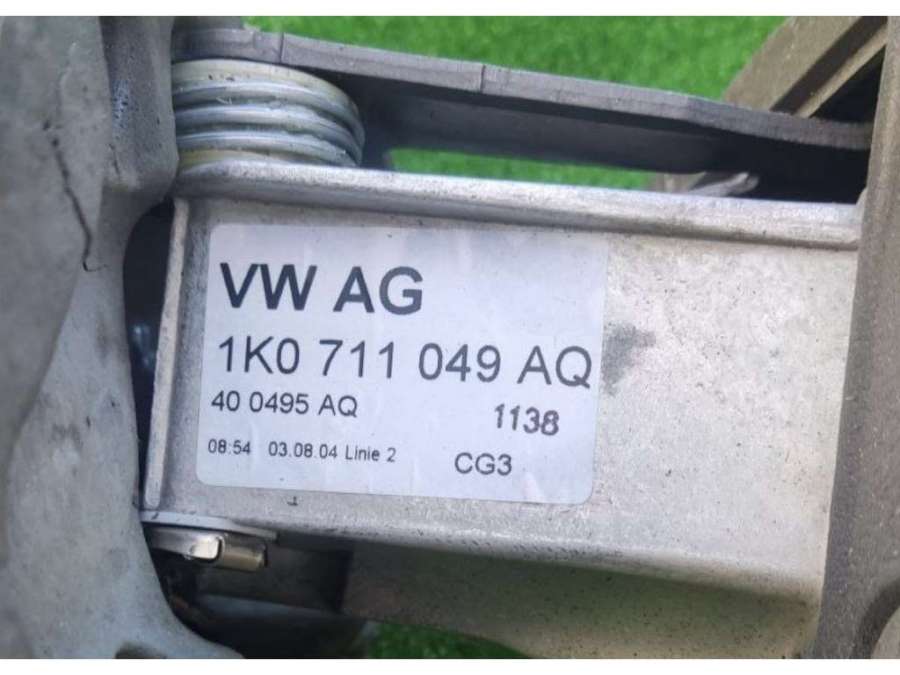 VW AG
1K0 711 049 AQ
40 0495 AQ 1138
08:54 03.08.04 Linie 2 CG3